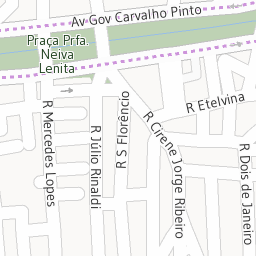 Av Gov Carvalho Pinto
Praça Prfa.
Neiva
Lenita
R Etelvina
R Mercedes Lopes
R Júlio Rinaldi
R S Florêncio
R Cirene Jorge Ribeiro
R Dois de Janeiro